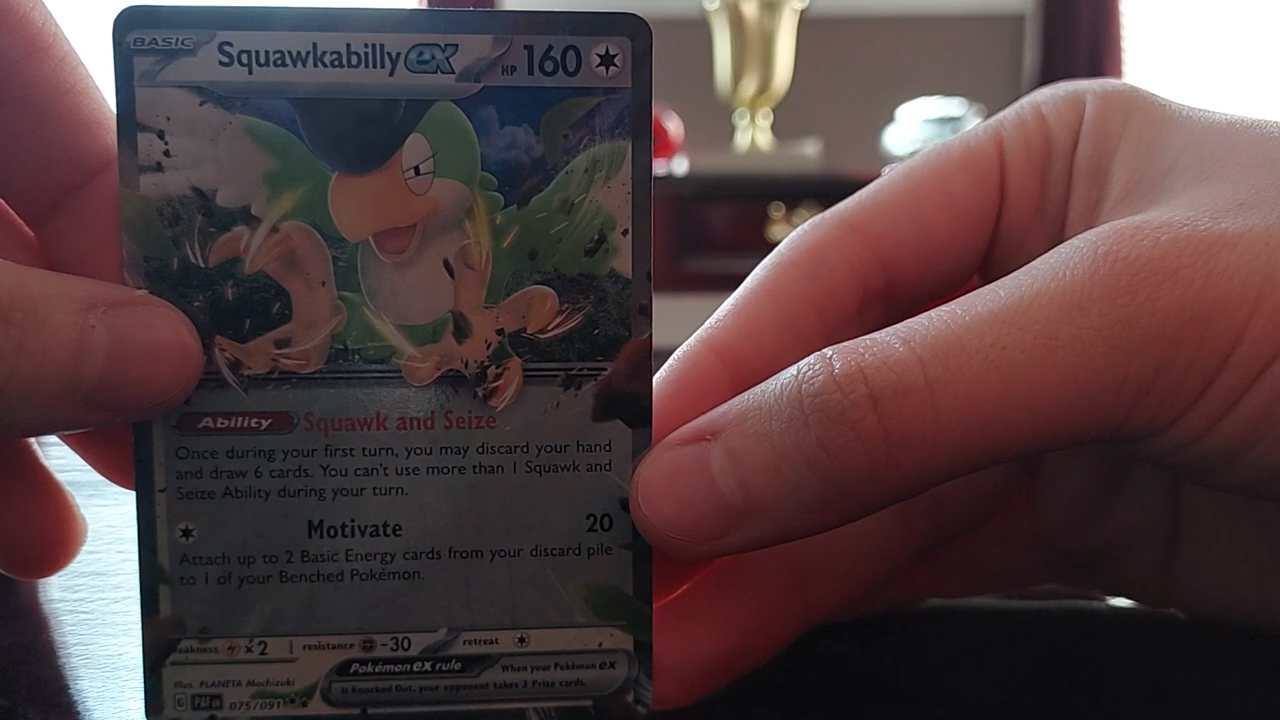 BASIC Squawkabilly ex HP 160
Ability Squawk and Seize
Once during your first turn, you may discard your hand
and draw 6 cards. You can't use more than 1 Squawk and
Seize Ability during your turn.
Motivate 20
Attach up to 2 Basic Energy cards from your discard pile
to 1 of your Benched Pokémon.
eakness ×2 resistance -30 retreat
Pokémon ex rule When your Pokémon ex
is Knocked Out, your opponent takes 2 Prize cards.
Illus. PLANETA Mochizuki
G PAF EN 075/091